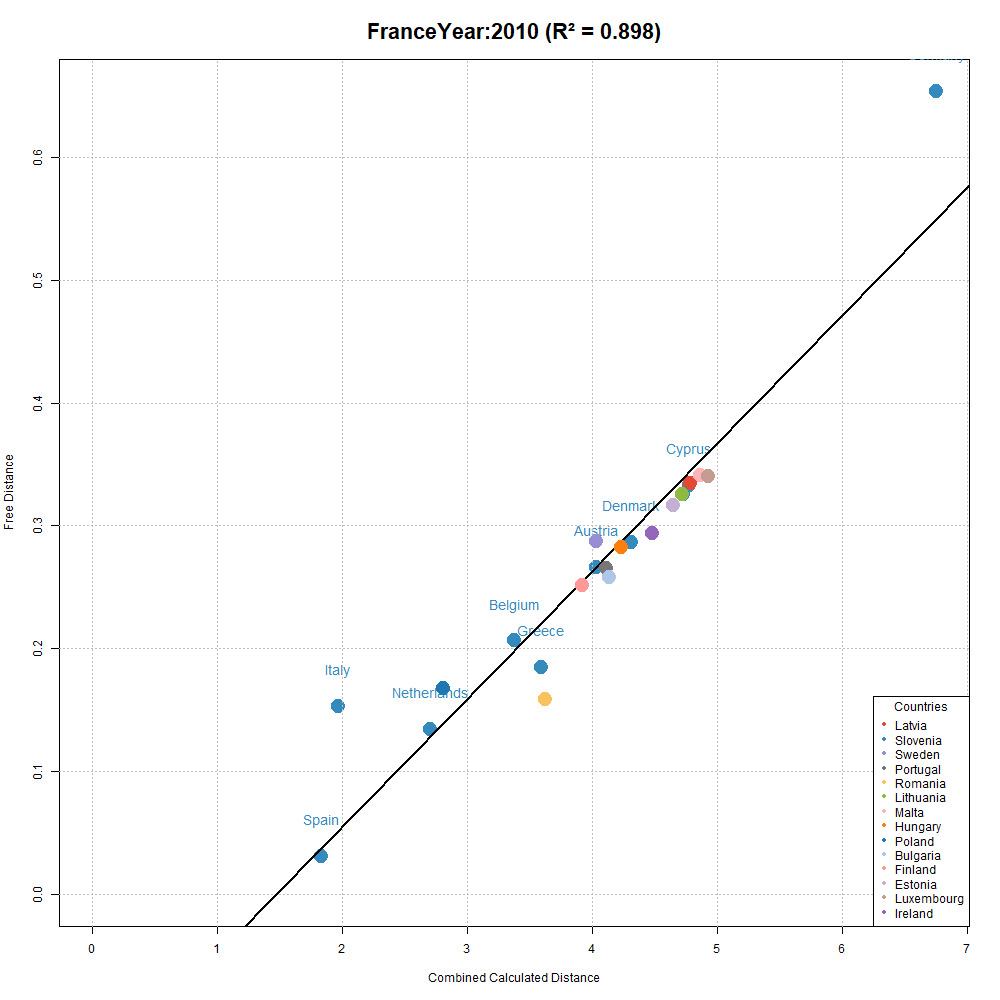 FranceYear:2010 (R² = 0.898)
Free Distance
0.6
0.5
0.4
0.3
0.2
0.1
0.0
Cyprus
Denmark
Austria
Belgium
Greece
Italy
Netherlands
Spain
Countries
Latvia
Slovenia
Sweden
Portugal
Romania
Lithuania
Malta
Hungary
Poland
Bulgaria
Finland
Estonia
Luxembourg
Ireland
0 1 2 3 4 5 6 7
Combined Calculated Distance